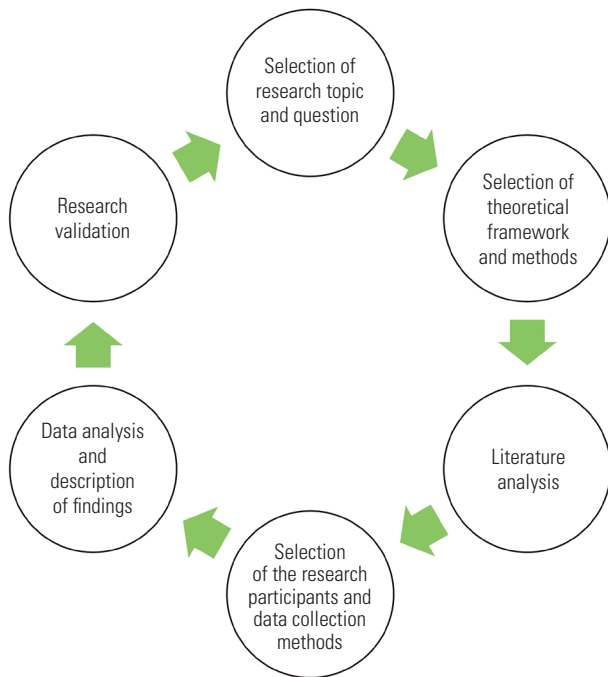 Selection of
research topic
and question
Selection of
theoretical
framework
and methods
Literature
analysis
Selection
of the research
participants and
data collection
methods
Data analysis
and
description
of findings
Research
validation